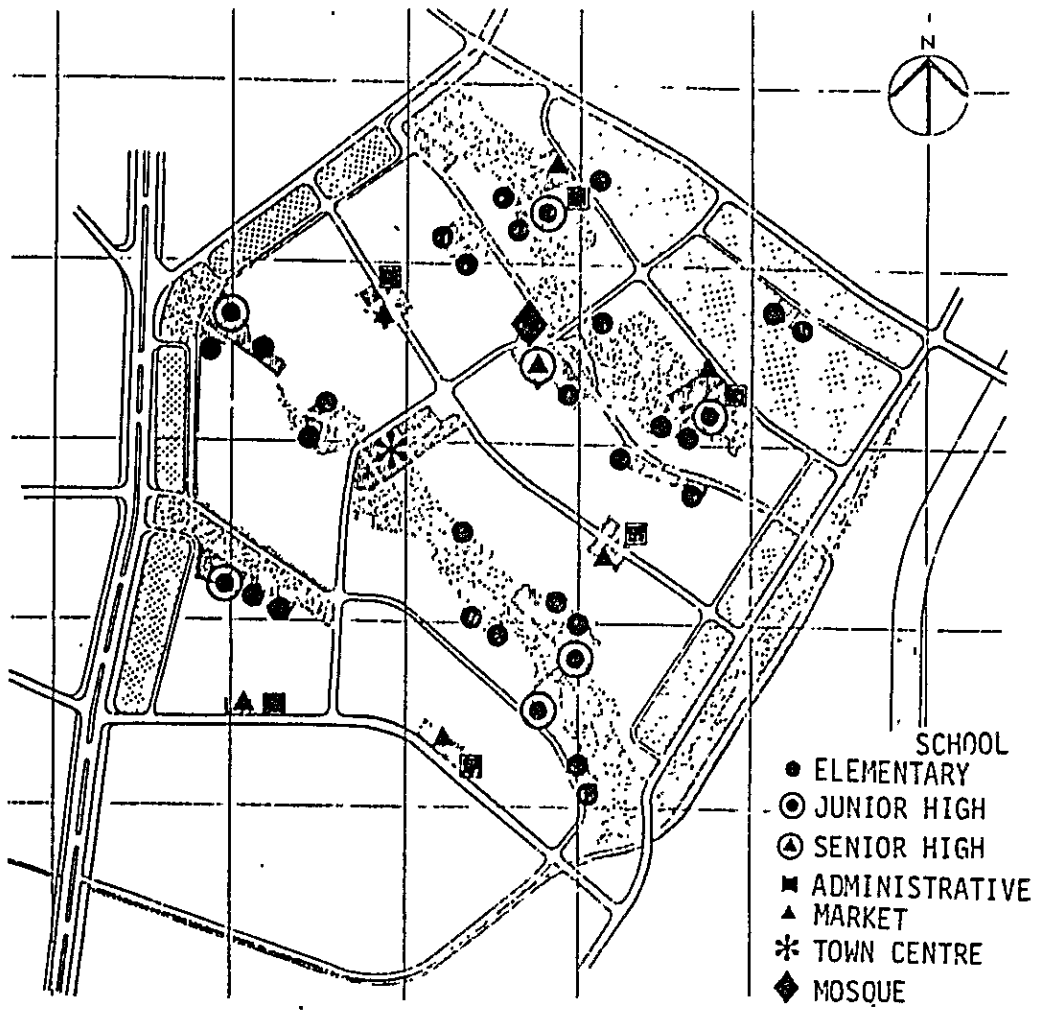 N
SCHOOL
ELEMENTARY
JUNIOR HIGH
SENIOR HIGH
ADMINISTRATIVE
MARKET
TOWN CENTRE
MOSQUE